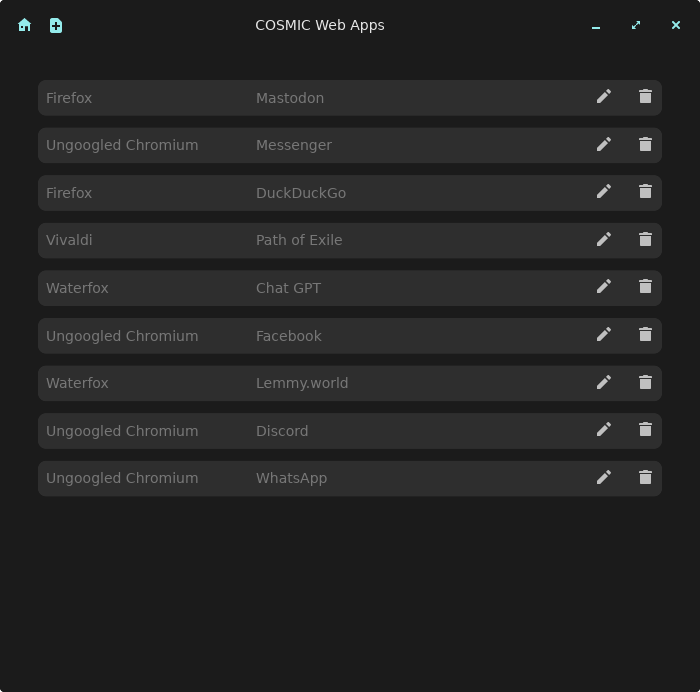 COSMIC Web Apps
Firefox Mastodon
Ungoogled Chromium Messenger
Firefox DuckDuckGo
Vivaldi Path of Exile
Waterfox Chat GPT
Ungoogled Chromium Facebook
Waterfox Lemmy.world
Ungoogled Chromium Discord
Ungoogled Chromium WhatsApp